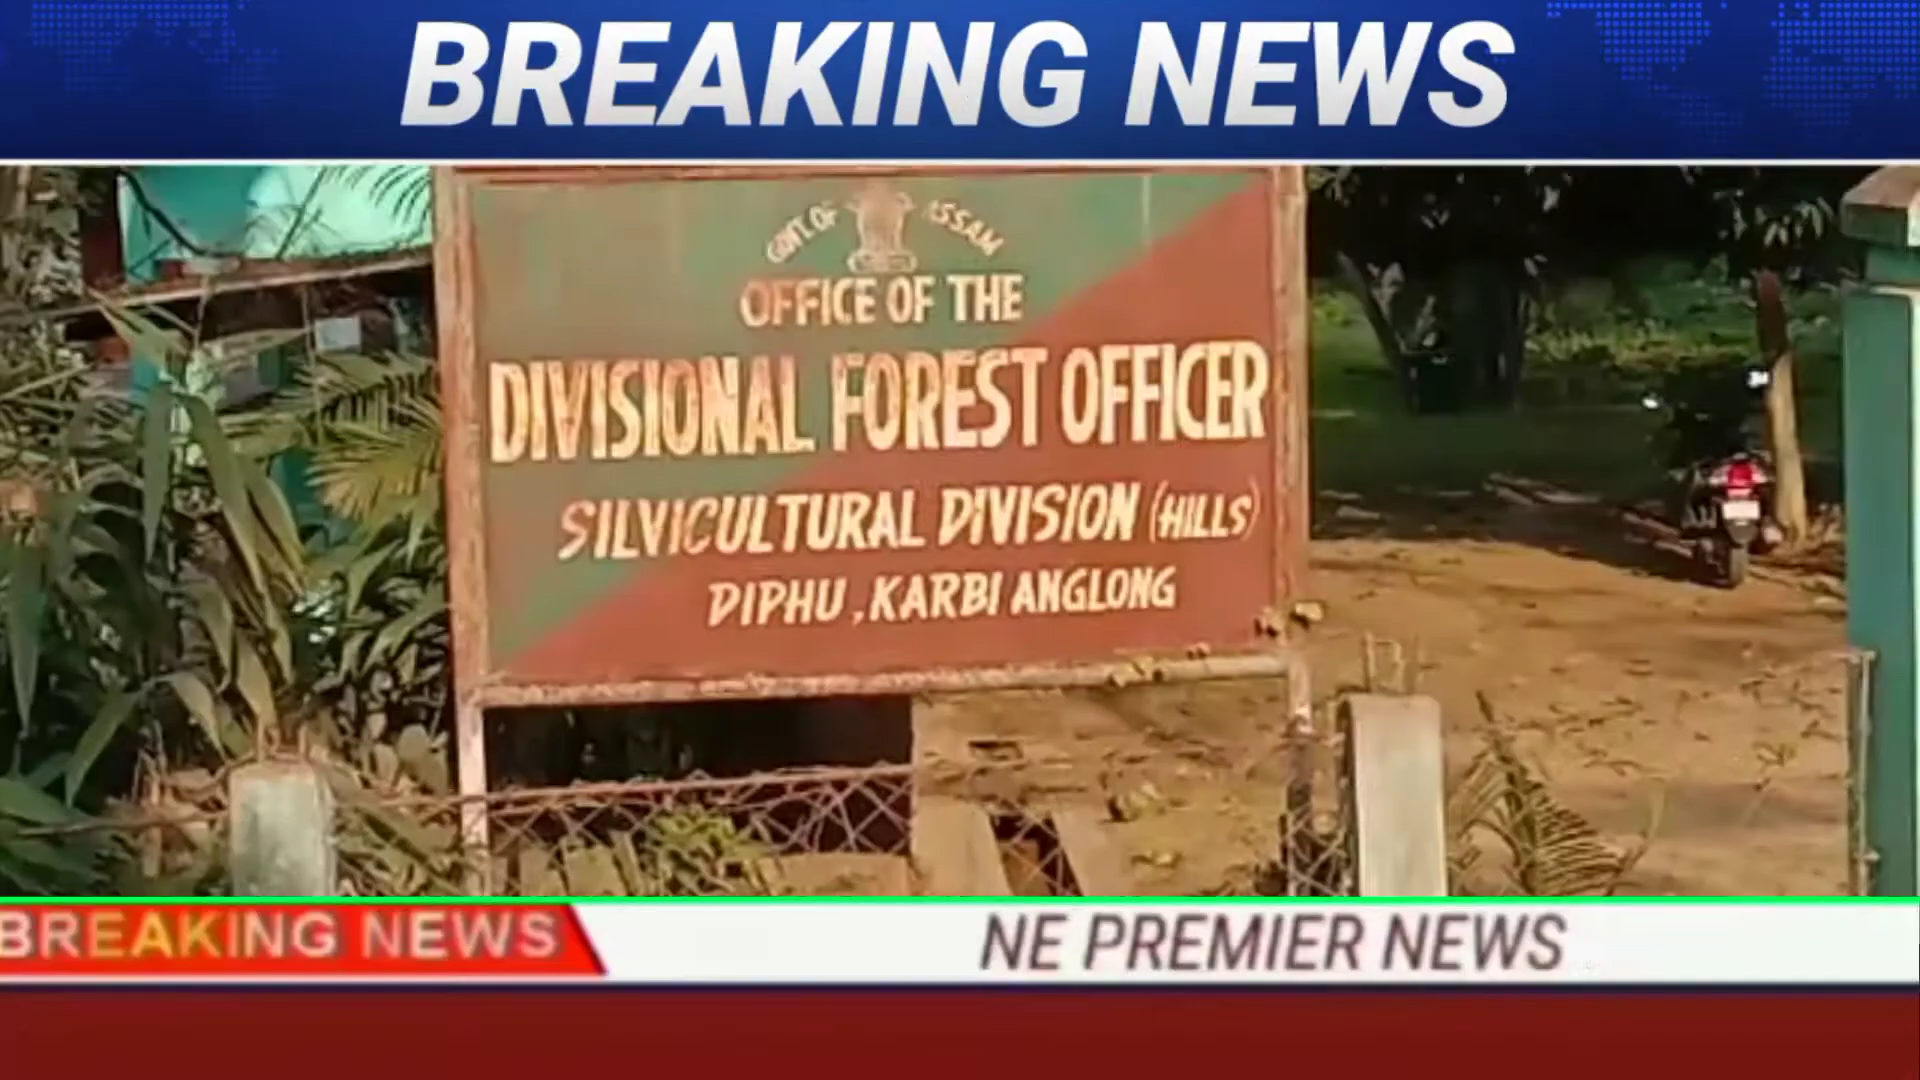 BREAKING NEWS
GOVT. OF ASSAM
OFFICE OF THE
DIVISIONAL FOREST OFFICER
SILVICULTURAL DIVISION (HILLS)
DIPHU, KARBI ANGLONG
BREAKING NEWS
NE PREMIER NEWS